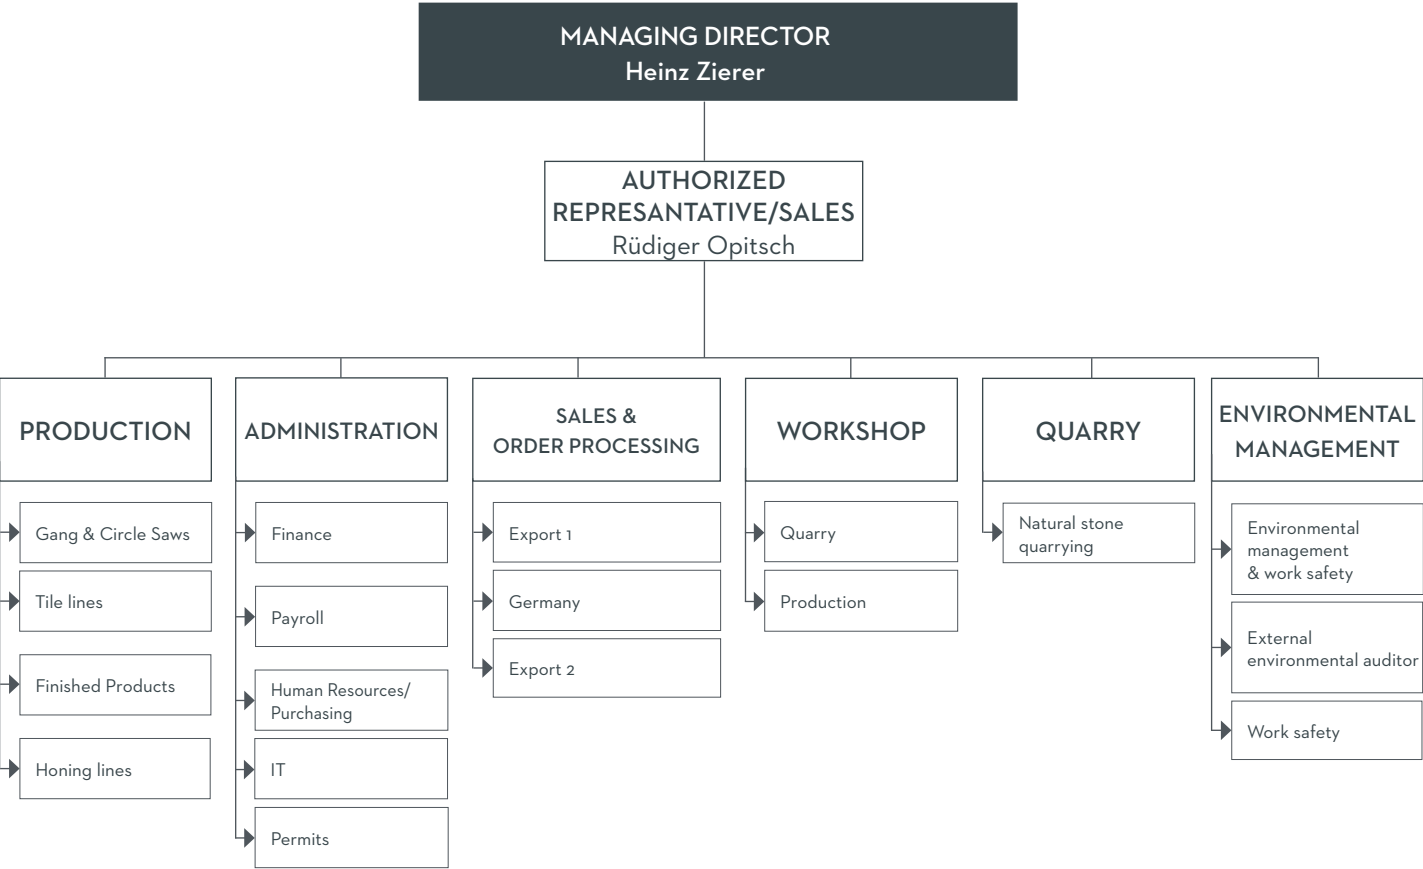 MANAGING DIRECTOR
Heinz Zierer
AUTHORIZED
REPRESANTATIVE/SALES
Rüdiger Opitsch
PRODUCTION
Gang & Circle Saws
Tile lines
Finished Products
Honing lines
ADMINISTRATION
Finance
Payroll
Human Resources/
Purchasing
IT
Permits
SALES &
ORDER PROCESSING
Export 1
Germany
Export 2
WORKSHOP
Quarry
Production
QUARRY
Natural stone
quarrying
ENVIRONMENTAL
MANAGEMENT
Environmental
management
& work safety
External
environmental auditor
Work safety